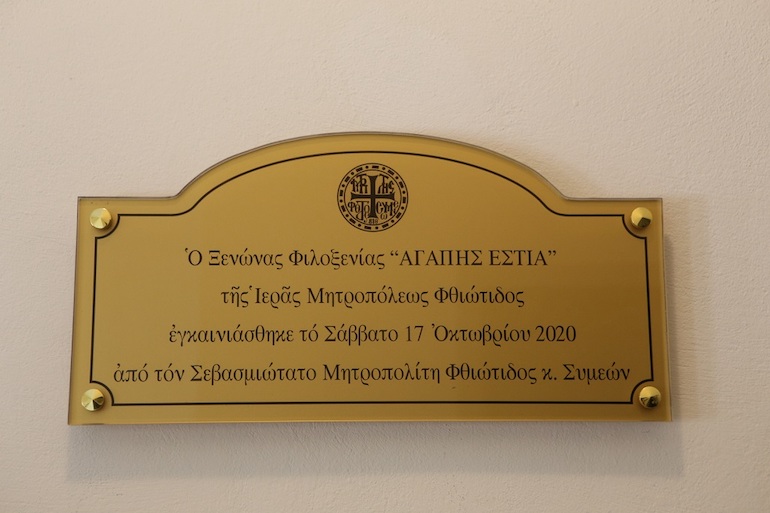 Ὁ Ξενώνας Φιλοξενίας “ΑΓΑΠΗΣ ΕΣΤΙΑ”
τῆς Ἱερᾶς Μητροπόλεως Φθιώτιδος
ἐγκαινιάσθηκε τό Σάββατο 17 Ὀκτωβρίου 2020
ἀπό τόν Σεβασμιώτατο Μητροπολίτη Φθιώτιδος κ. Συμεών